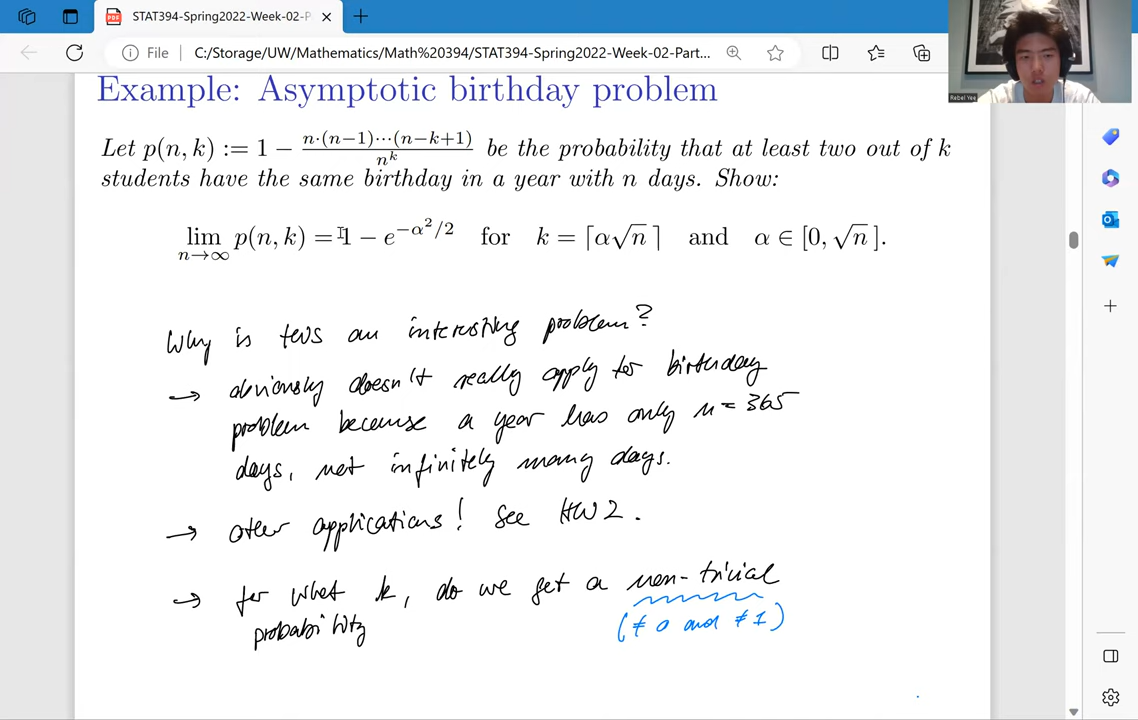 STAT394-Spring2022-Week-02-P
File
C:/Storage/UW/Mathematics/Math%20394/STAT394-Spring2022-Week-02-Part...
Rebel Yee
Example: Asymptotic birthday problem
Let p(n, k) := 1 − n·(n−1)···(n−k+1) / n^k be the probability that at least two out of k
students have the same birthday in a year with n days. Show:
lim_{n→∞} p(n, k) = 1 − e^{−α²/2} for k = ⌈α√n⌉ and α ∈ [0, √n].
Why is this an interesting problem?
→ obviously doesn't really apply for birthday
problem because a year has only n = 365
days, not infinitely many days.
→ other applications! See HW2.
→ for what k, do we get a non-trivial
probability
(≠ 0 and ≠ 1)